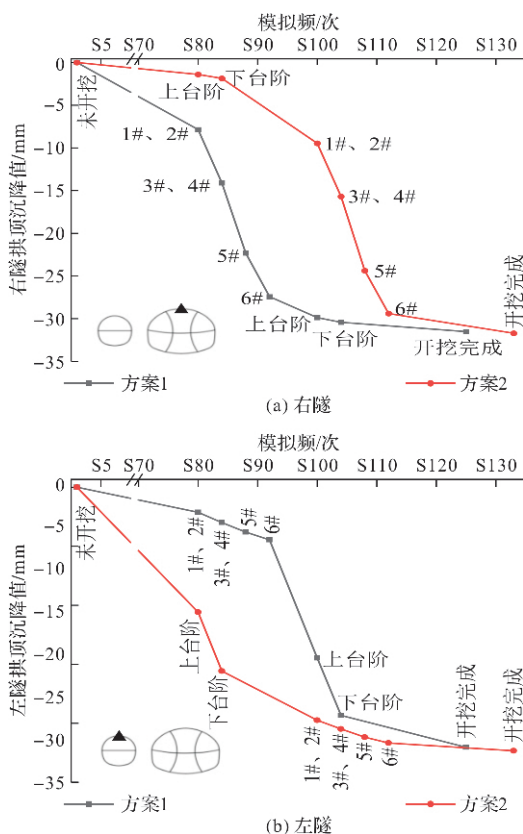 模拟频/次
S5 S70 S80 S90 S100 S110 S120 S130
0
-5
-10
-15
-20
-25
-30
-35
右隧拱顶沉降值/mm
未开挖
上台阶
下台阶
1#、2#
1#、2#
3#、4#
3#、4#
5#
5#
6#
6#
上台阶
下台阶
开挖完成
开挖完成
方案1
方案2
(a) 右隧
模拟频/次
S5 S70 S80 S90 S100 S110 S120 S130
0
-5
-10
-15
-20
-25
-30
-35
左隧拱顶沉降值/mm
未开挖
1#、2#
3#、4#
5#
6#
上台阶
下台阶
上台阶
下台阶
1#、2#
3#、4#
5#
6#
开挖完成
开挖完成
方案1
方案2
(b) 左隧